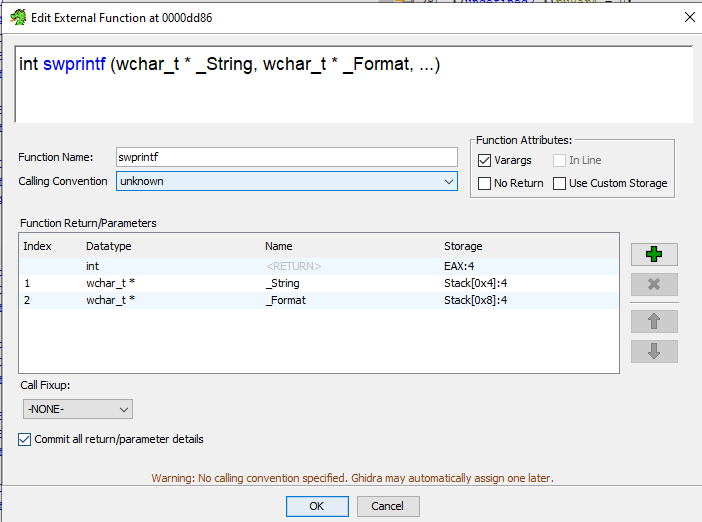 Edit External Function at 0000dd86
int swprintf (wchar_t * _String, wchar_t * _Format, ...)
Function Name: swprintf
Calling Convention unknown
Function Attributes:
Varargs In Line
No Return Use Custom Storage
Function Return/Parameters
Index Datatype Name Storage
int <RETURN> EAX:4
1 wchar_t * _String Stack[0x4]:4
2 wchar_t * _Format Stack[0x8]:4
Call Fixup:
-NONE-
Commit all return/parameter details
Warning: No calling convention specified. Ghidra may automatically assign one later.
OK Cancel